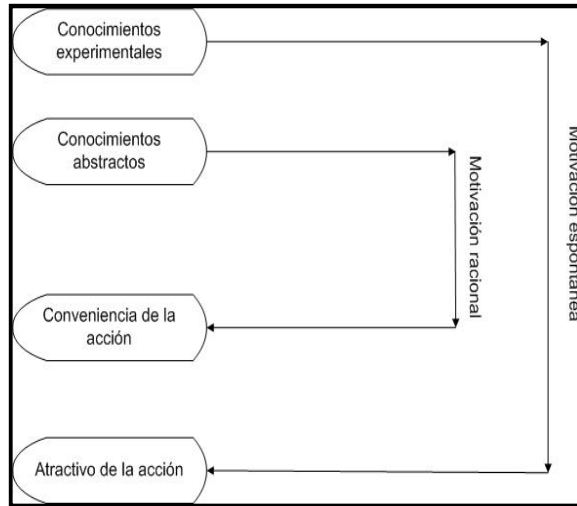 Conocimientos
experimentales
Conocimientos
abstractos
Motivación racional
Motivación espontánea
Conveniencia de la
acción
Atractivo de la acción